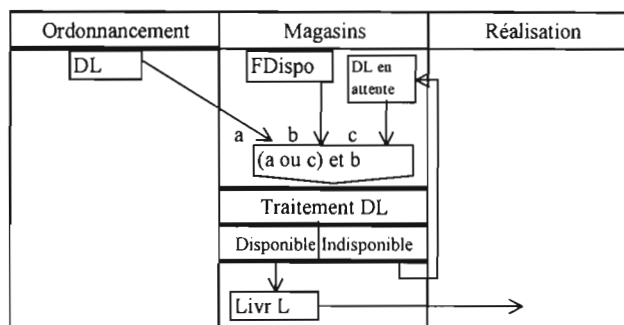 Ordonnancement Magasins Réalisation
DL FDispo DL en
attente
a b c
(a ou c) et b
Traitement DL
Disponible Indisponible
Livr L